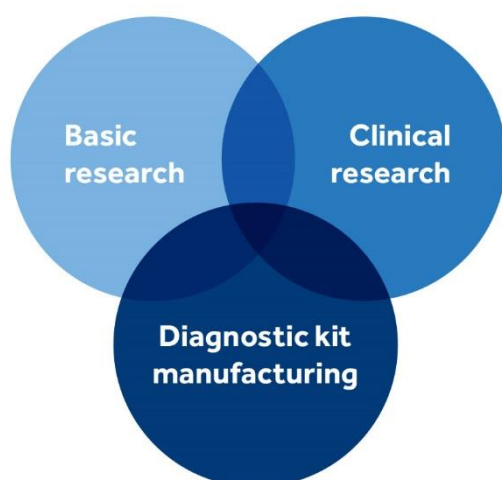 Basic
research
Clinical
research
Diagnostic kit
manufacturing